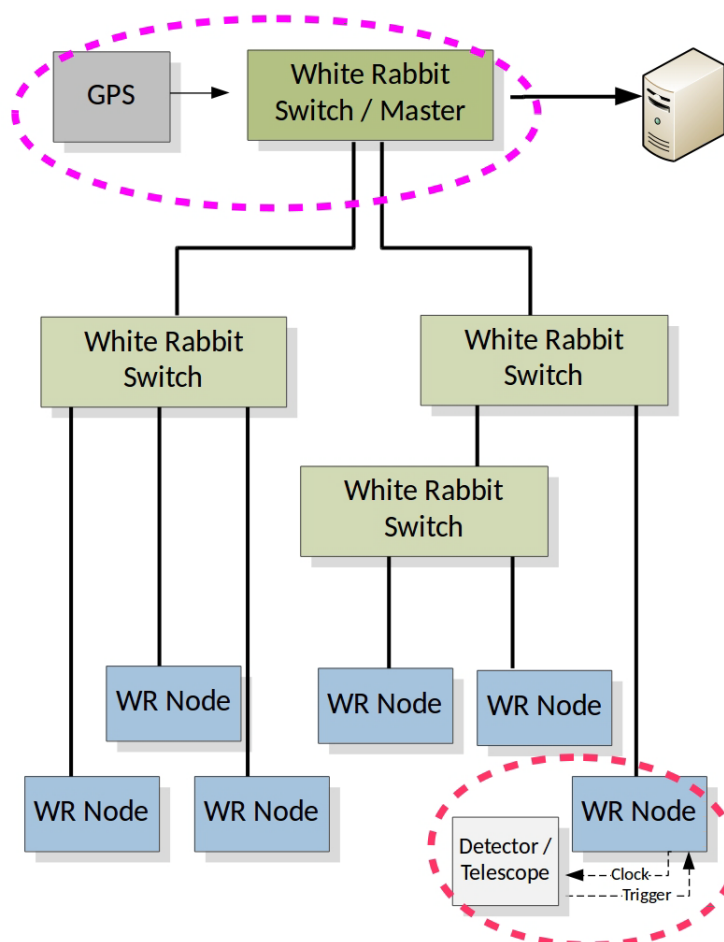 GPS
White Rabbit
Switch / Master
White Rabbit
Switch
White Rabbit
Switch
White Rabbit
Switch
WR Node
WR Node
WR Node
WR Node
WR Node
WR Node
Detector /
Telescope
Clock
Trigger